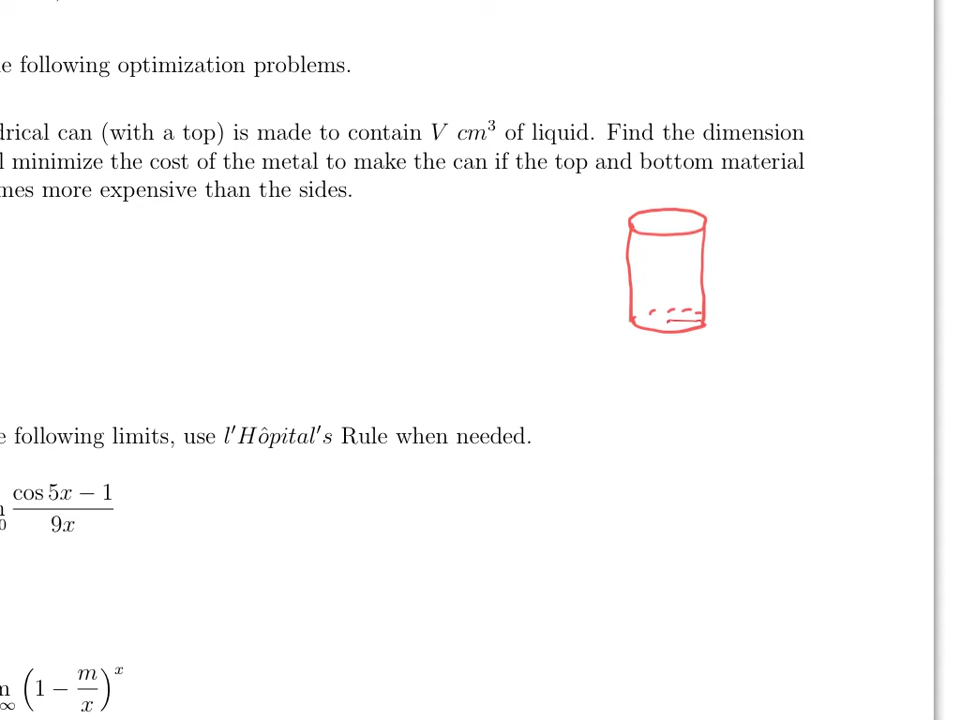 e following optimization problems.
drical can (with a top) is made to contain V cm³ of liquid. Find the dimension
l minimize the cost of the metal to make the can if the top and bottom material
mes more expensive than the sides.
e following limits, use l'Hôpital's Rule when needed.
cos 5x − 1
0
9x
n (1 − m/x)^x
∞